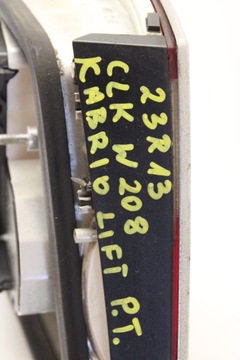 23R13
CLK W208
KABRIO LIFT P.T.